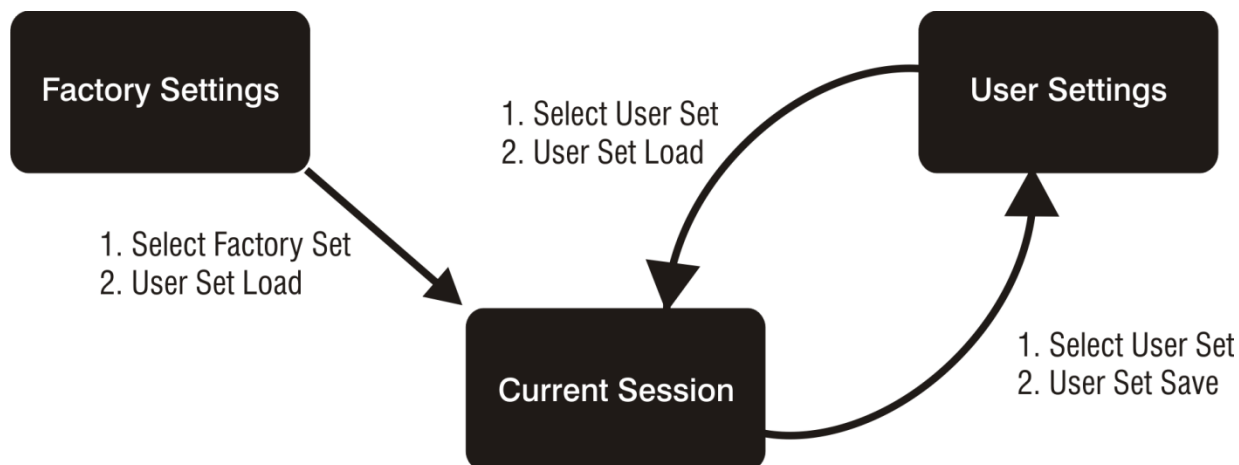 Factory Settings
User Settings
1. Select User Set
2. User Set Load
1. Select Factory Set
2. User Set Load
Current Session
1. Select User Set
2. User Set Save